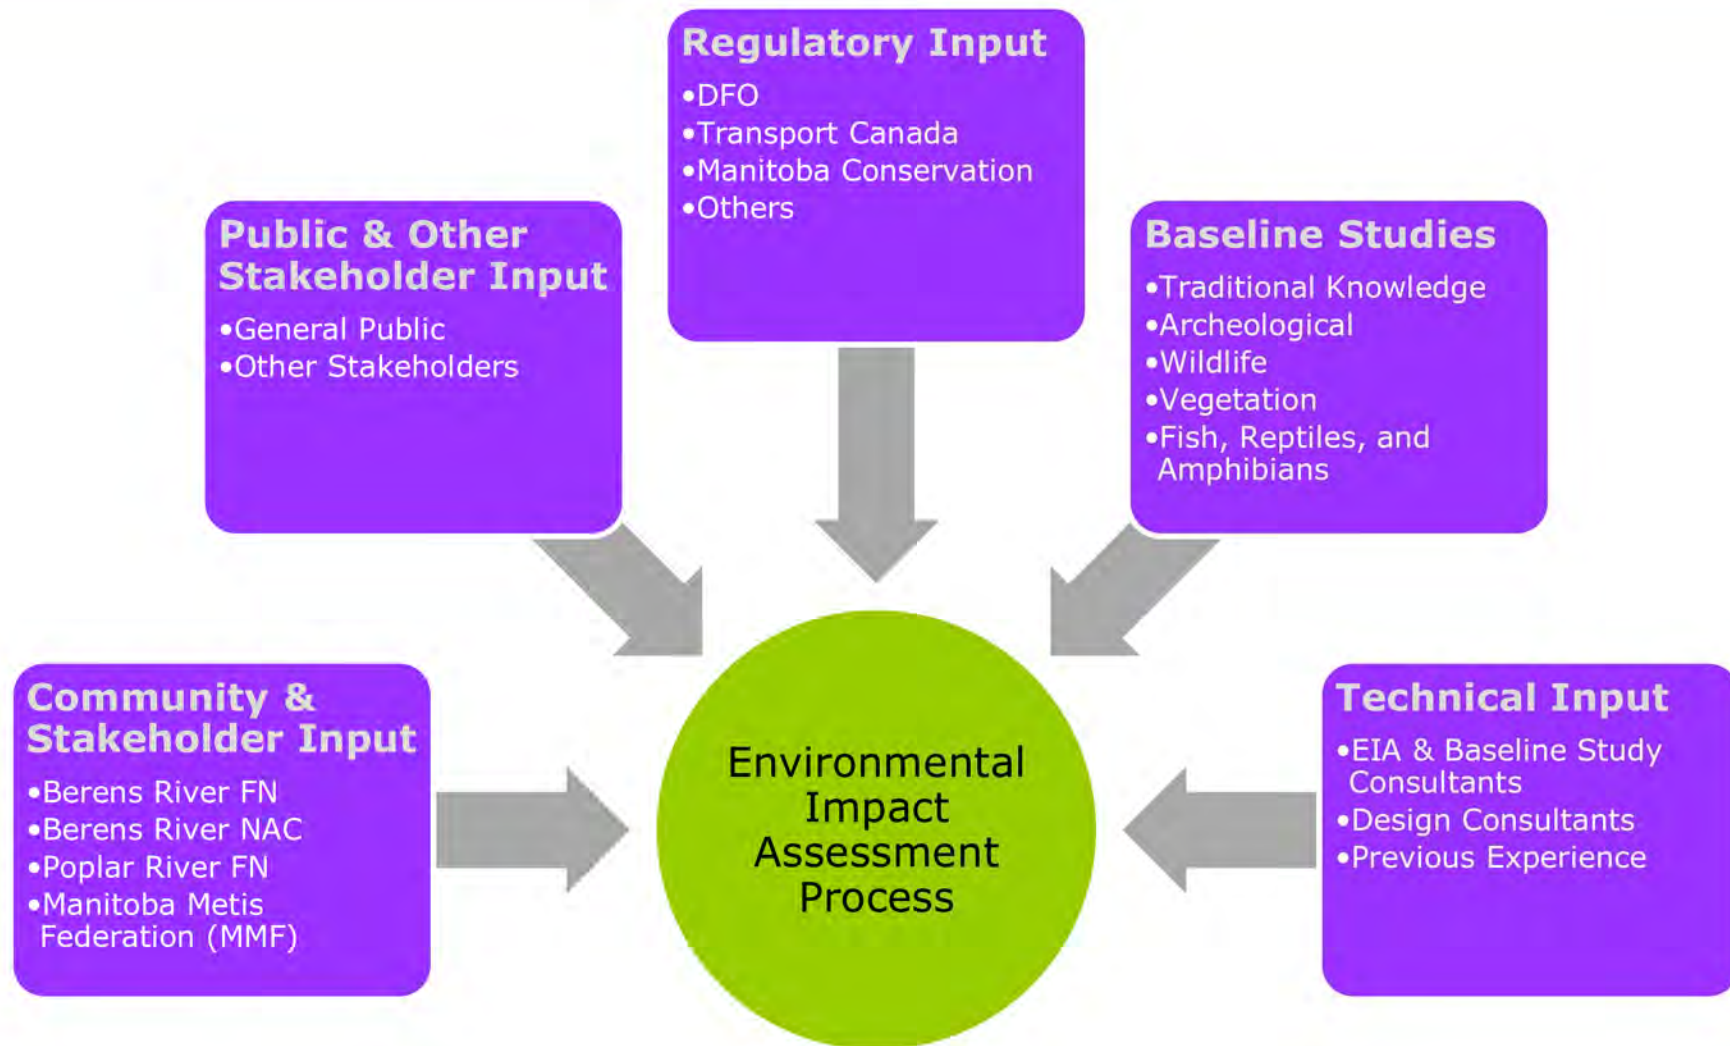 Regulatory Input
•DFO
•Transport Canada
•Manitoba Conservation
•Others
Public & Other
Stakeholder Input
•General Public
•Other Stakeholders
Baseline Studies
•Traditional Knowledge
•Archeological
•Wildlife
•Vegetation
•Fish, Reptiles, and
Amphibians
Community &
Stakeholder Input
•Berens River FN
•Berens River NAC
•Poplar River FN
•Manitoba Metis
Federation (MMF)
Technical Input
•EIA & Baseline Study
Consultants
•Design Consultants
•Previous Experience
Environmental
Impact
Assessment
Process